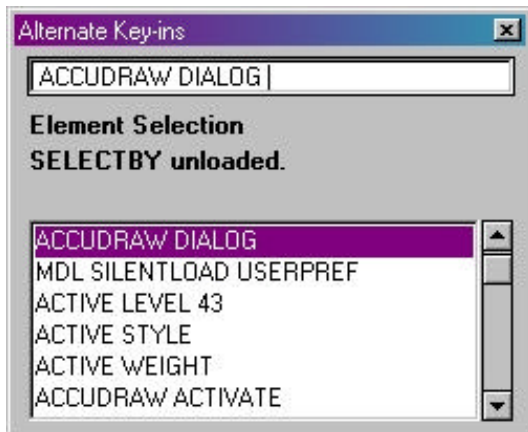 Alternate Key-ins
ACCUDRAW DIALOG
Element Selection
SELECTBY unloaded.
ACCUDRAW DIALOG
MDL SILENTLOAD USERPREF
ACTIVE LEVEL 43
ACTIVE STYLE
ACTIVE WEIGHT
ACCUDRAW ACTIVATE